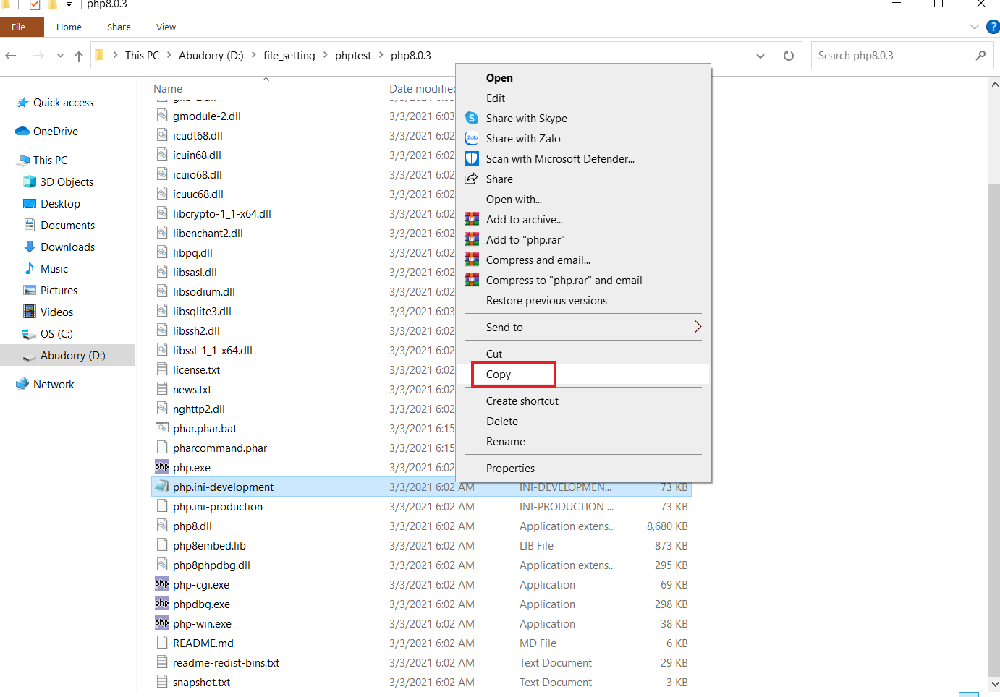 php8.0.3
File Home Share View
This PC Abudorry (D:) file_setting phptest php8.0.3
Search php8.0.3
Quick access
OneDrive
This PC
3D Objects
Desktop
Documents
Downloads
Music
Pictures
Videos
OS (C:)
Abudorry (D:)
Network
Name Date modified
gmodule-2.dll 3/3/2021 6:03
icudt68.dll 3/3/2021 6:02
icuin68.dll 3/3/2021 6:02
icuio68.dll 3/3/2021 6:02
icuuc68.dll 3/3/2021 6:02
libcrypto-1_1-x64.dll 3/3/2021 6:02
libenchant2.dll 3/3/2021 6:02
libpq.dll 3/3/2021 6:02
libsasl.dll 3/3/2021 6:02
libsodium.dll 3/3/2021 6:02
libsqlite3.dll 3/3/2021 6:03
libssh2.dll 3/3/2021 6:02
libssl-1_1-x64.dll 3/3/2021 6:02
license.txt 3/3/2021 6:02
news.txt 3/3/2021 6:02
nghttp2.dll 3/3/2021 6:02
phar.phar.bat 3/3/2021 6:15
pharcommand.phar 3/3/2021 6:15
php php.exe 3/3/2021 6:02
php.ini-development 3/3/2021 6:02 AM INI-DEVELOPMEN... 73 KB
php.ini-production 3/3/2021 6:02 AM INI-PRODUCTION ... 73 KB
php8.dll 3/3/2021 6:02 AM Application extens... 8,680 KB
php8embed.lib 3/3/2021 6:02 AM LIB File 873 KB
php8phpdbg.dll 3/3/2021 6:02 AM Application extens... 295 KB
php php-cgi.exe 3/3/2021 6:02 AM Application 69 KB
php phpdbg.exe 3/3/2021 6:02 AM Application 298 KB
php php-win.exe 3/3/2021 6:02 AM Application 38 KB
README.md 3/3/2021 6:02 AM MD File 6 KB
readme-redist-bins.txt 3/3/2021 6:02 AM Text Document 29 KB
snapshot.txt 3/3/2021 6:02 AM Text Document 3 KB
Open
Edit
S Share with Skype
Zalo Share with Zalo
Scan with Microsoft Defender...
Share
Open with...
Add to archive...
Add to "php.rar"
Compress and email...
Compress to "php.rar" and email
Restore previous versions
Send to
Cut
Copy
Create shortcut
Delete
Rename
Properties